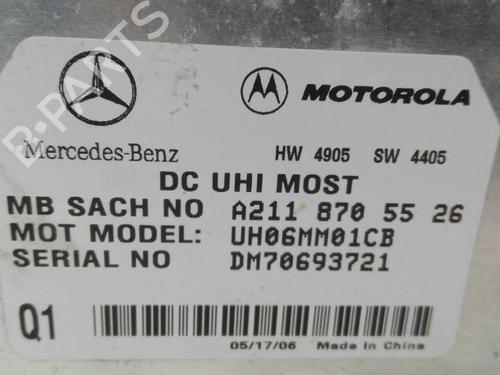 B-PARTS
MOTOROLA
Mercedes-Benz HW 4905 SW 4405
DC UHI MOST
MB SACH NO A211 870 55 26
MOT MODEL: UH06MM01CB
SERIAL NO DM70693721
Q1
05/17/06 Made In China